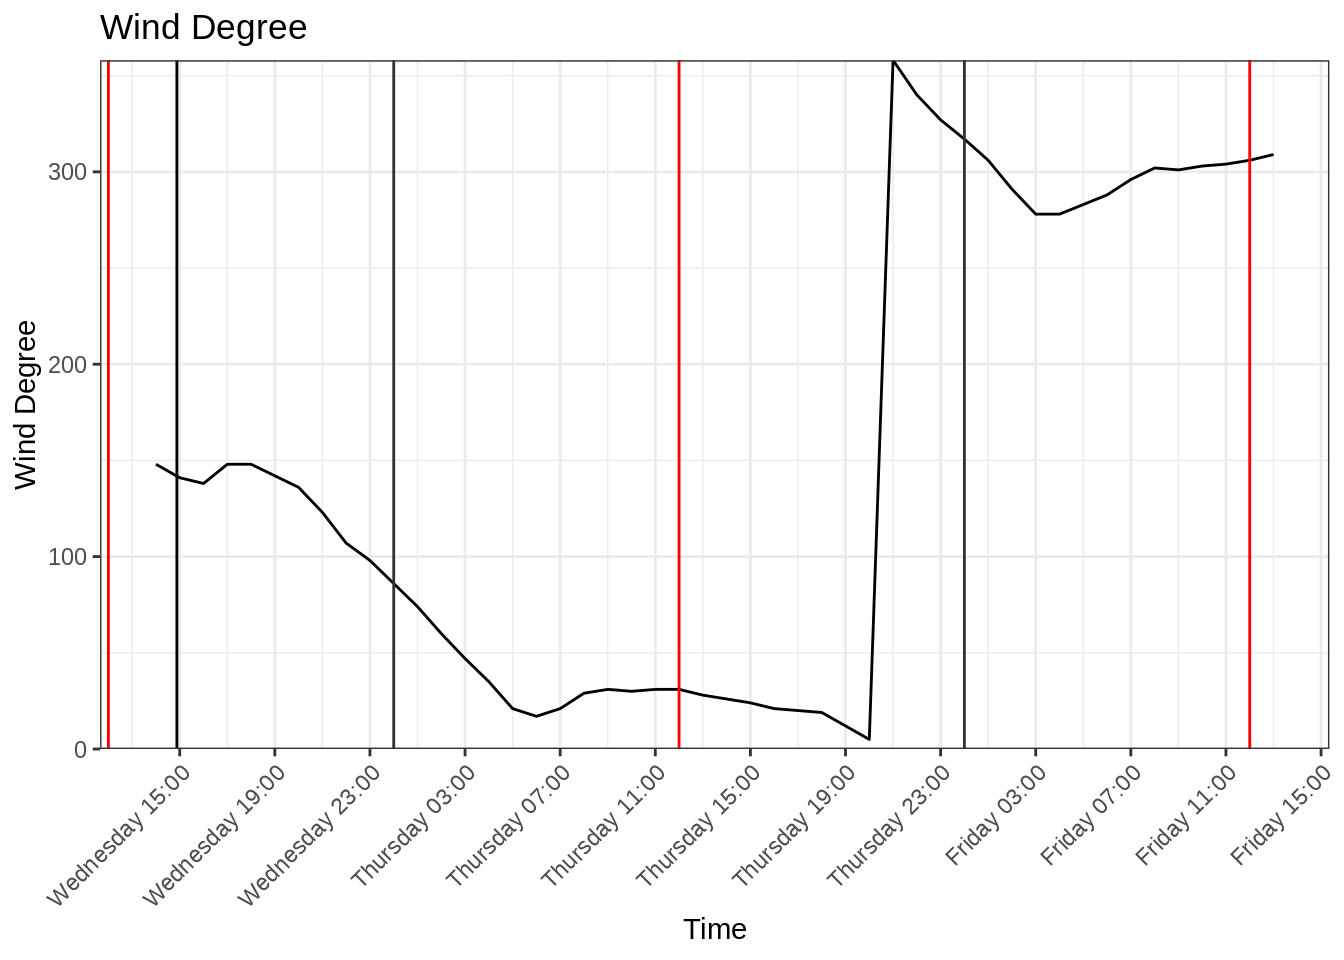 Wind Degree
Wind Degree
300
200
100
0
Wednesday 15:00
Wednesday 19:00
Wednesday 23:00
Thursday 03:00
Thursday 07:00
Thursday 11:00
Thursday 15:00
Thursday 19:00
Thursday 23:00
Friday 03:00
Friday 07:00
Friday 11:00
Friday 15:00
Time